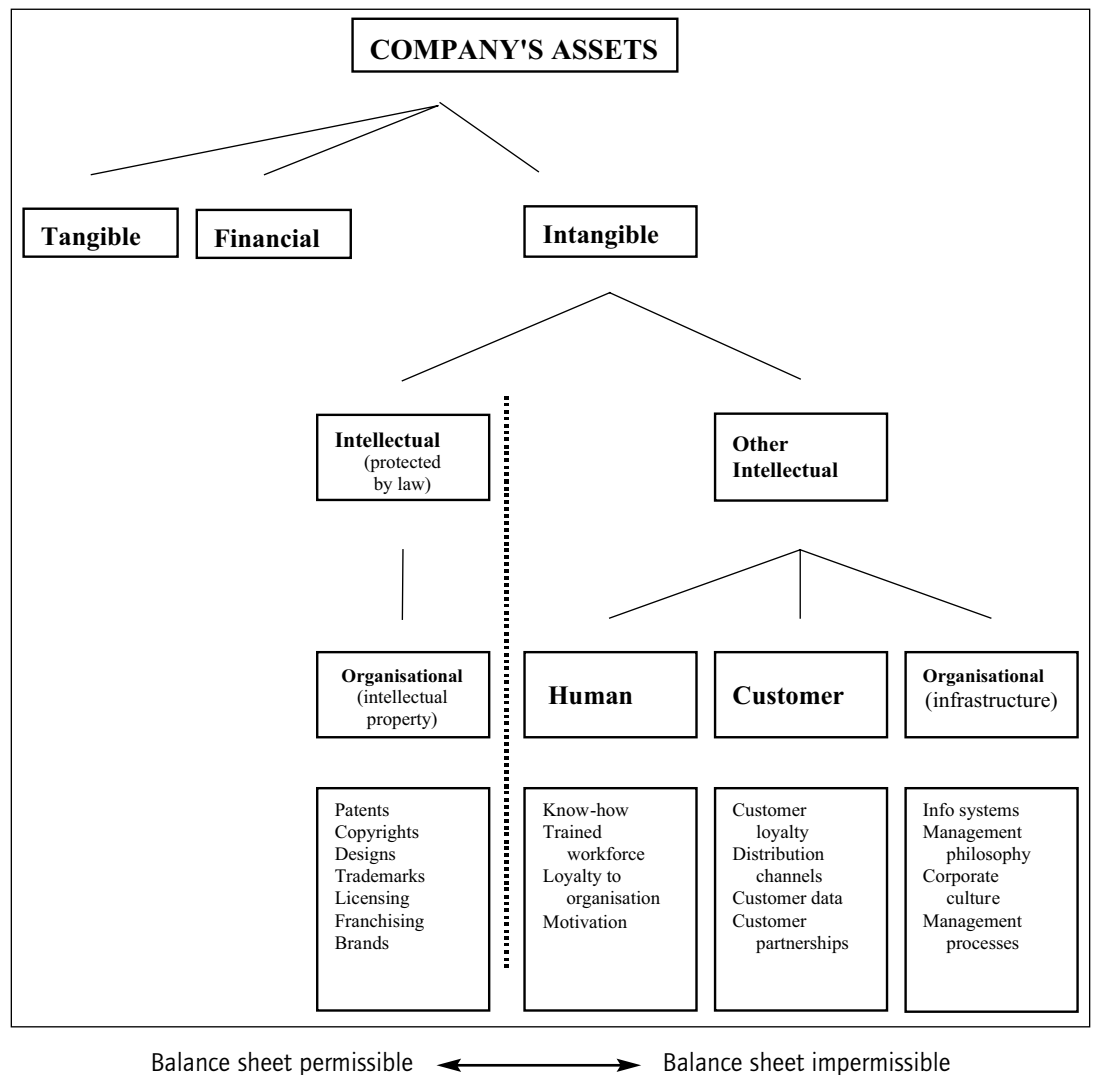 COMPANY'S ASSETS
Tangible
Financial
Intangible
Intellectual
(protected
by law)
Other
Intellectual
Organisational
(intellectual
property)
Human
Customer
Organisational
(infrastructure)
Patents
Copyrights
Designs
Trademarks
Licensing
Franchising
Brands
Know-how
Trained
workforce
Loyalty to
organisation
Motivation
Customer
loyalty
Distribution
channels
Customer data
Customer
partnerships
Info systems
Management
philosophy
Corporate
culture
Management
processes
Balance sheet permissible
Balance sheet impermissible